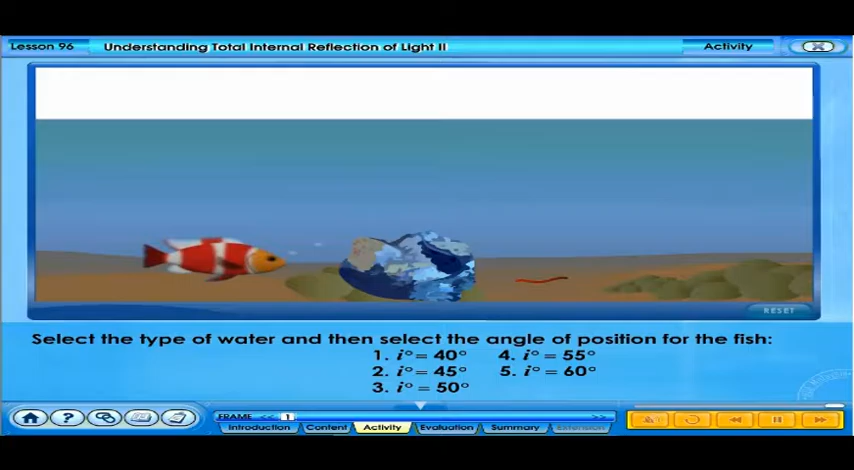 Lesson 96 Understanding Total Internal Reflection of Light II Activity
RESET
Select the type of water and then select the angle of position for the fish:
1. i° = 40° 4. i° = 55°
2. i° = 45° 5. i° = 60°
3. i° = 50°
FRAME << 1 >>
Introduction Content Activity Evaluation Summary Extension